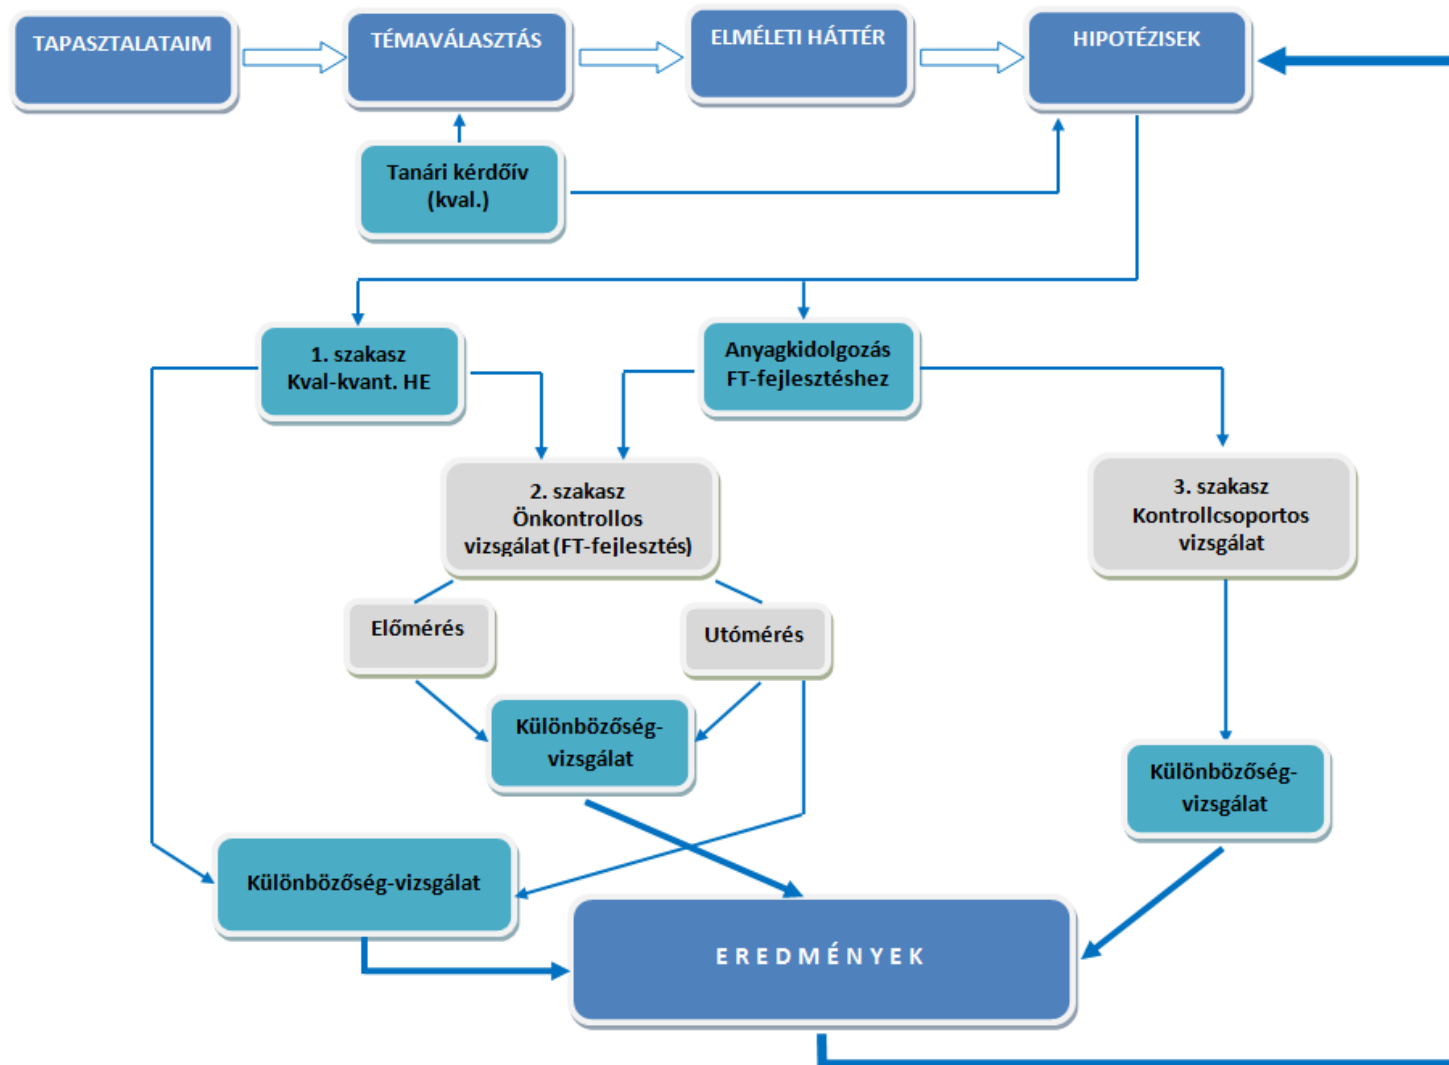 TAPASZTALATAIM
TÉMAVÁLASZTÁS
ELMÉLETI HÁTTÉR
HIPOTÉZISEK
Tanári kérdőív
(kval.)
1. szakasz
Kval-kvant. HE
Anyagkidolgozás
FT-fejlesztéshez
2. szakasz
Önkontrollos
vizsgálat (FT-fejlesztés)
3. szakasz
Kontrollcsoportos
vizsgálat
Előmérés
Utómérés
Különbözőség-
vizsgálat
Különbözőség-
vizsgálat
Különbözőség-vizsgálat
EREDMÉNYEK